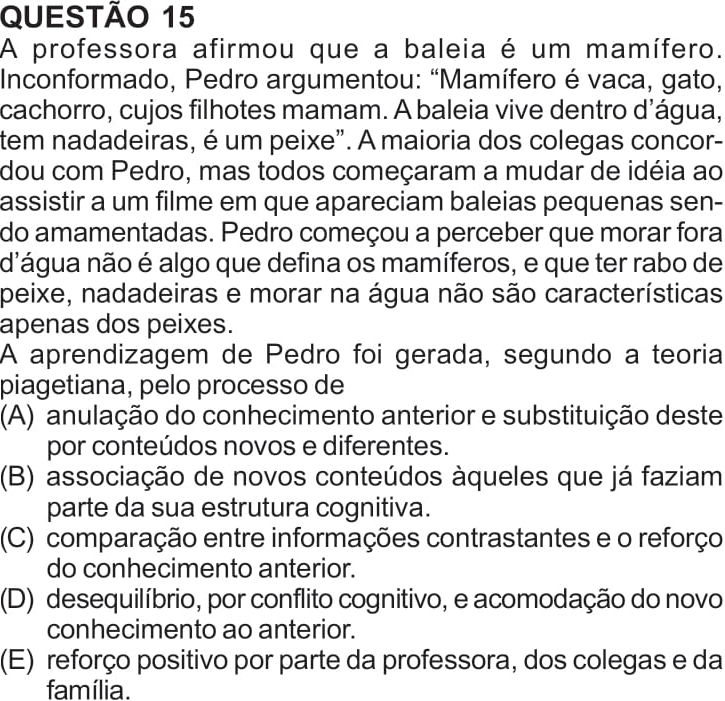 QUESTÃO 15
A professora afirmou que a baleia é um mamífero.
Inconformado, Pedro argumentou: “Mamífero é vaca, gato,
cachorro, cujos filhotes mamam. A baleia vive dentro d’água,
tem nadadeiras, é um peixe”. A maioria dos colegas concor-
dou com Pedro, mas todos começaram a mudar de idéia ao
assistir a um filme em que apareciam baleias pequenas sen-
do amamentadas. Pedro começou a perceber que morar fora
d’água não é algo que defina os mamíferos, e que ter rabo de
peixe, nadadeiras e morar na água não são características
apenas dos peixes.
A aprendizagem de Pedro foi gerada, segundo a teoria
piagetiana, pelo processo de
(A) anulação do conhecimento anterior e substituição deste
por conteúdos novos e diferentes.
(B) associação de novos conteúdos àqueles que já faziam
parte da sua estrutura cognitiva.
(C) comparação entre informações contrastantes e o reforço
do conhecimento anterior.
(D) desequilíbrio, por conflito cognitivo, e acomodação do novo
conhecimento ao anterior.
(E) reforço positivo por parte da professora, dos colegas e da
família.